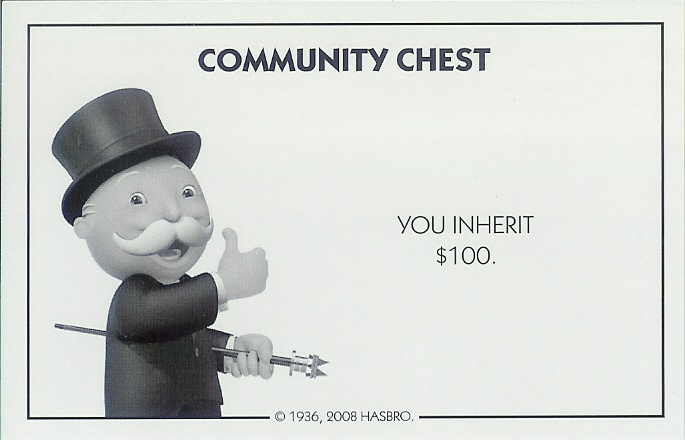 COMMUNITY CHEST
YOU INHERIT
$100.
© 1936, 2008 HASBRO.